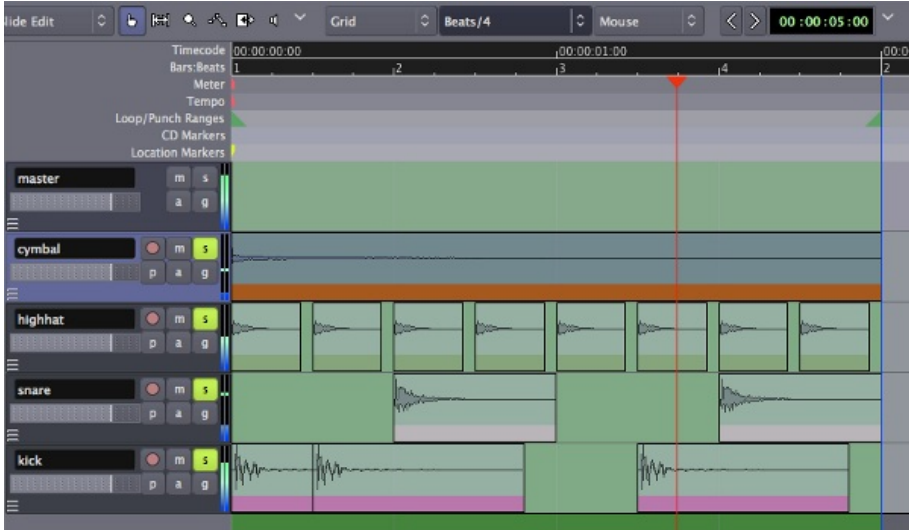 lide Edit Grid Beats/4 Mouse 00:00:05:00
Timecode 00:00:00:00 00:00:01:00 00:0
Bars:Beats 1 2 3 4 2
Meter
Tempo
Loop/Punch Ranges
CD Markers
Location Markers
master m s
a g
cymbal m s
p a g
highhat m s
p a g
snare m s
p a g
kick m s
p a g